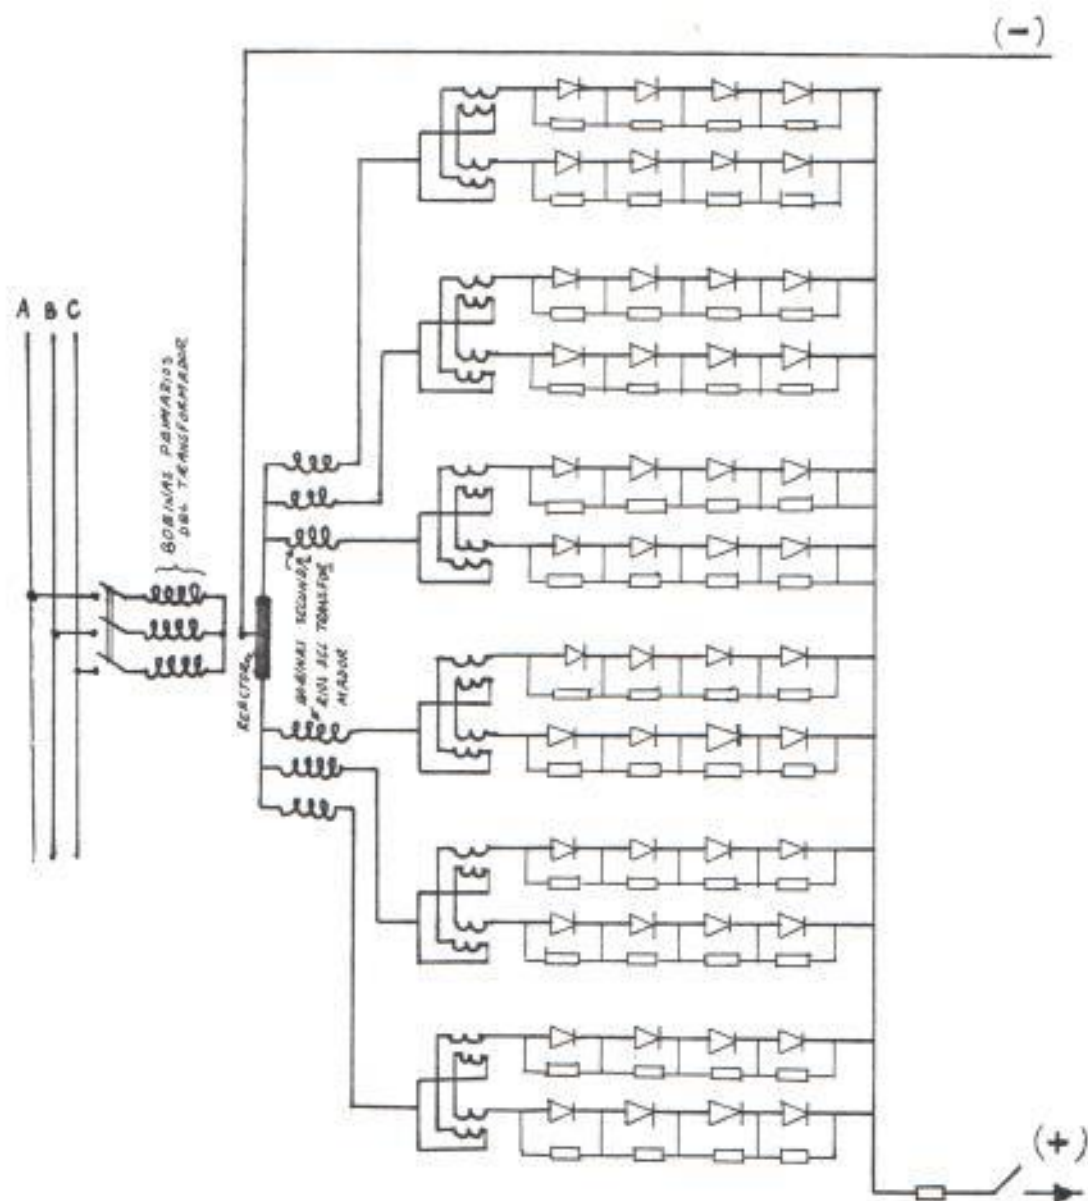 (-)
A B C
BOBINAS PRIMARIOS
DEL TRANSFORMADOR
REACTOR
BOBINAS SECUNDA
RIOS DEL TRANSFOR
MADOR
(+)